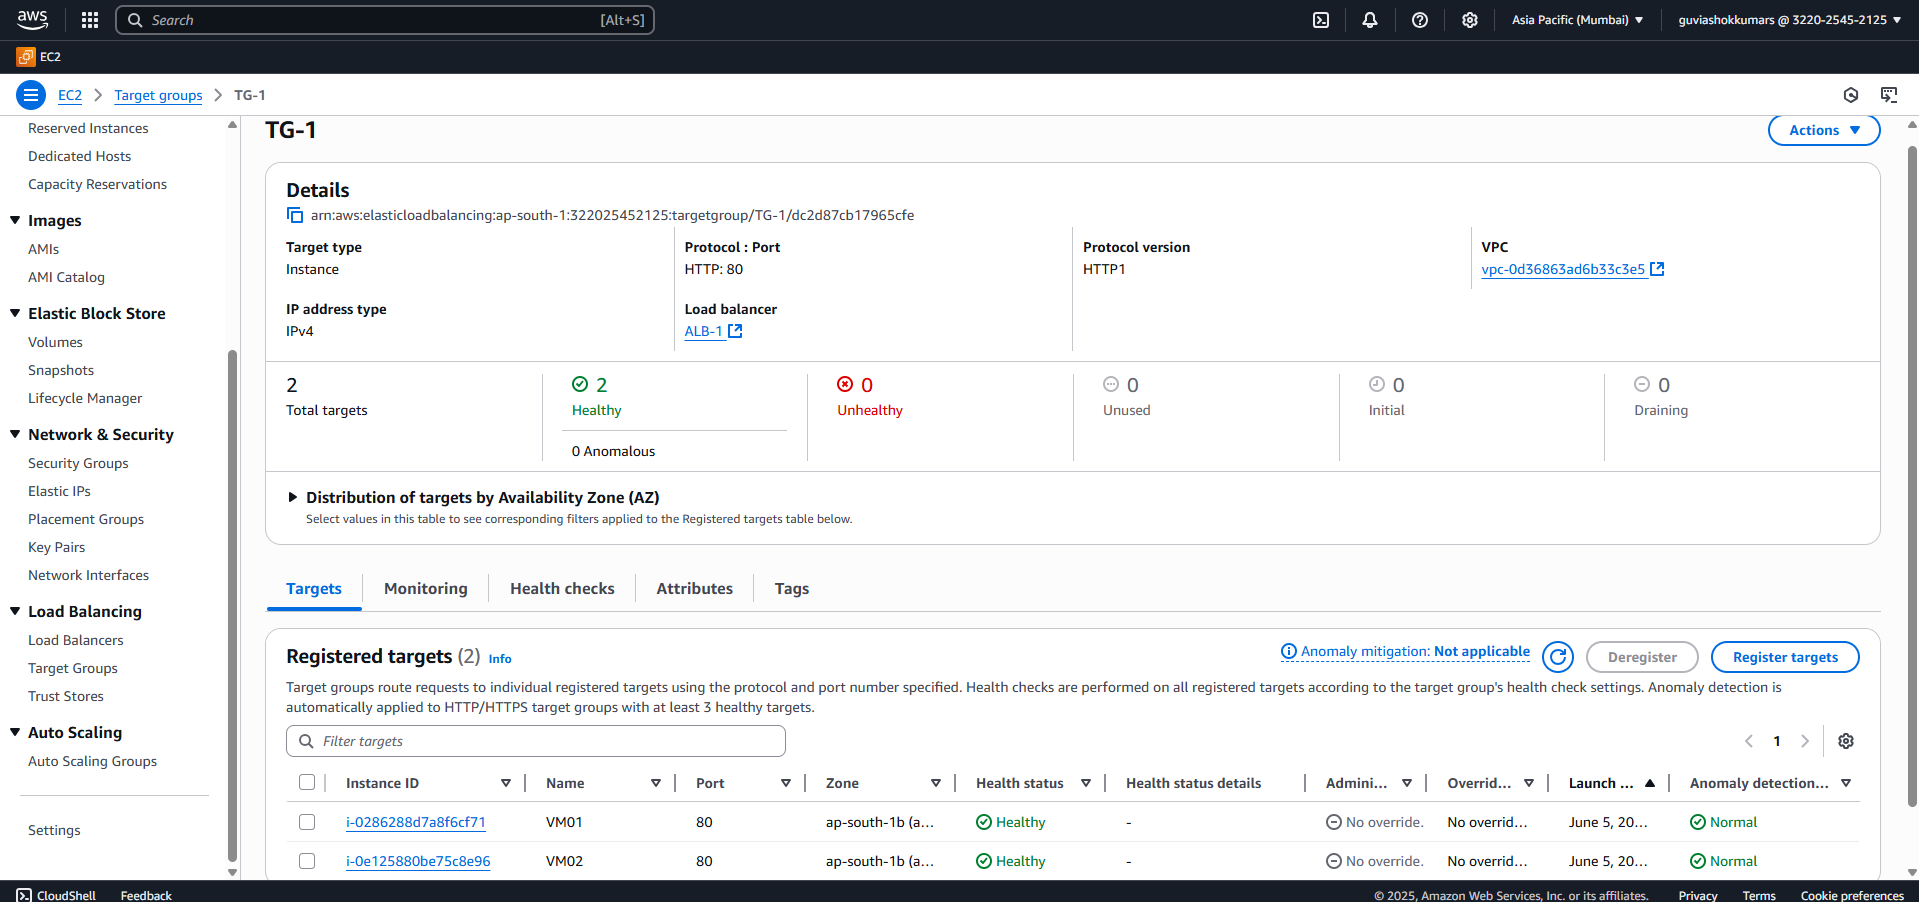 aws
Search
[Alt+S]
Asia Pacific (Mumbai)
guviashokkumars @ 3220-2545-2125
EC2
EC2
Target groups
TG-1
Reserved Instances
Dedicated Hosts
Capacity Reservations
Images
AMIs
AMI Catalog
Elastic Block Store
Volumes
Snapshots
Lifecycle Manager
Network & Security
Security Groups
Elastic IPs
Placement Groups
Key Pairs
Network Interfaces
Load Balancing
Load Balancers
Target Groups
Trust Stores
Auto Scaling
Auto Scaling Groups
Settings
TG-1
Actions
Details
arn:aws:elasticloadbalancing:ap-south-1:322025452125:targetgroup/TG-1/dc2d87cb17965cfe
Target type
Instance
Protocol : Port
HTTP: 80
Protocol version
HTTP1
VPC
vpc-0d36863ad6b33c3e5
IP address type
IPv4
Load balancer
ALB-1
2
Total targets
2
Healthy
0 Anomalous
0
Unhealthy
0
Unused
0
Initial
0
Draining
Distribution of targets by Availability Zone (AZ)
Select values in this table to see corresponding filters applied to the Registered targets table below.
Targets
Monitoring
Health checks
Attributes
Tags
Registered targets (2) Info
Anomaly mitigation: Not applicable
Deregister
Register targets
Target groups route requests to individual registered targets using the protocol and port number specified. Health checks are performed on all registered targets according to the target group's health check settings. Anomaly detection is
automatically applied to HTTP/HTTPS target groups with at least 3 healthy targets.
Filter targets
1
Instance ID Name Port Zone Health status Health status details Admini... Overrid... Launch ... Anomaly detection...
i-0286288d7a8f6cf71 VM01 80 ap-south-1b (a... Healthy - No override. No overrid... June 5, 20... Normal
i-0e125880be75c8e96 VM02 80 ap-south-1b (a... Healthy - No override. No overrid... June 5, 20... Normal
CloudShell
Feedback
© 2025, Amazon Web Services, Inc. or its affiliates.
Privacy
Terms
Cookie preferences